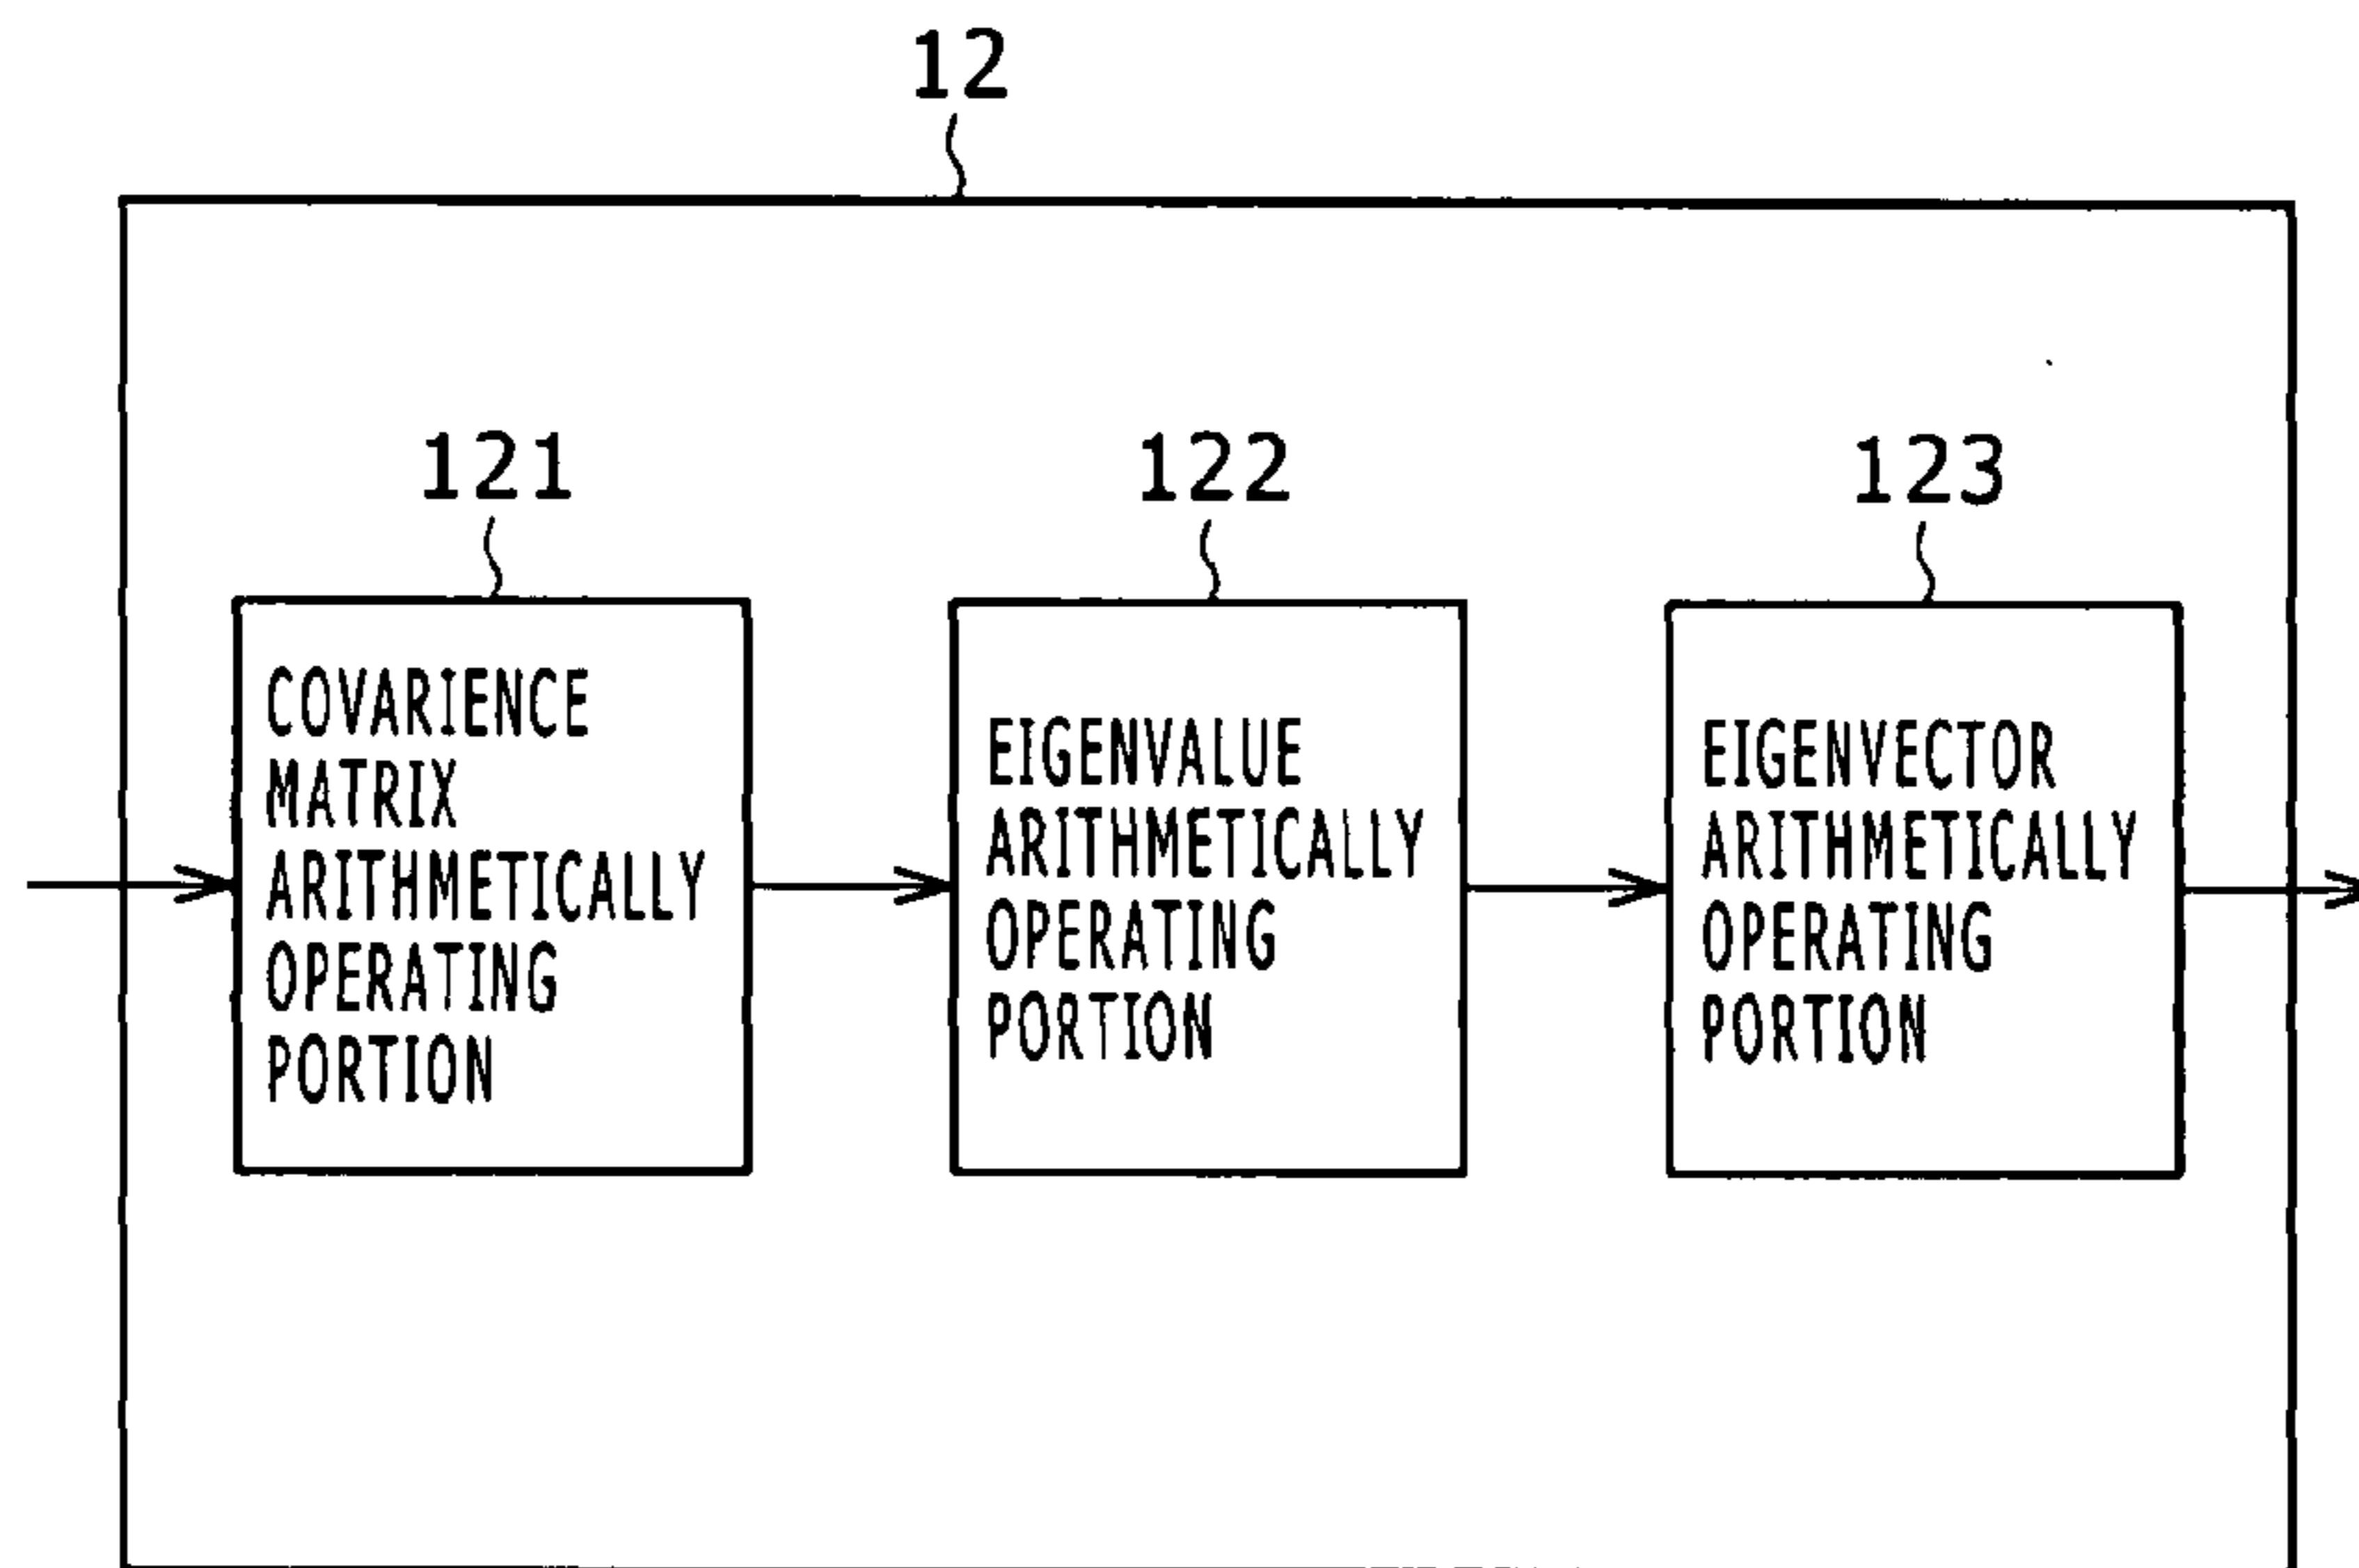 12
121
COVARIENCE
MATRIX
ARITHMETICALLY
OPERATING
PORTION
122
EIGENVALUE
ARITHMETICALLY
OPERATING
PORTION
123
EIGENVECTOR
ARITHMETICALLY
OPERATING
PORTION